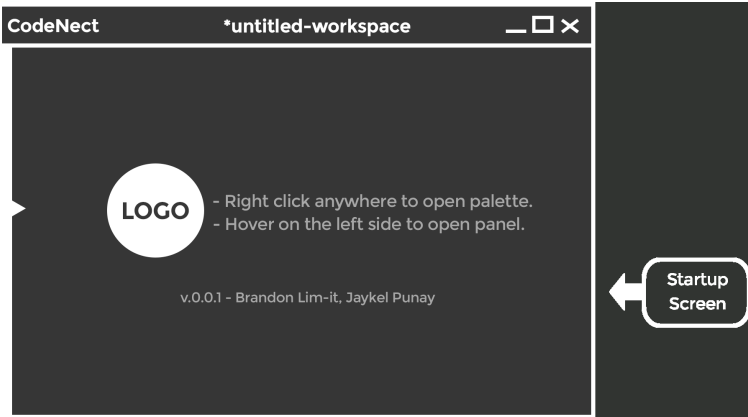 CodeNect
*untitled-workspace
LOGO
- Right click anywhere to open palette.
- Hover on the left side to open panel.
v.0.0.1 - Brandon Lim-it, Jaykel Punay
Startup
Screen